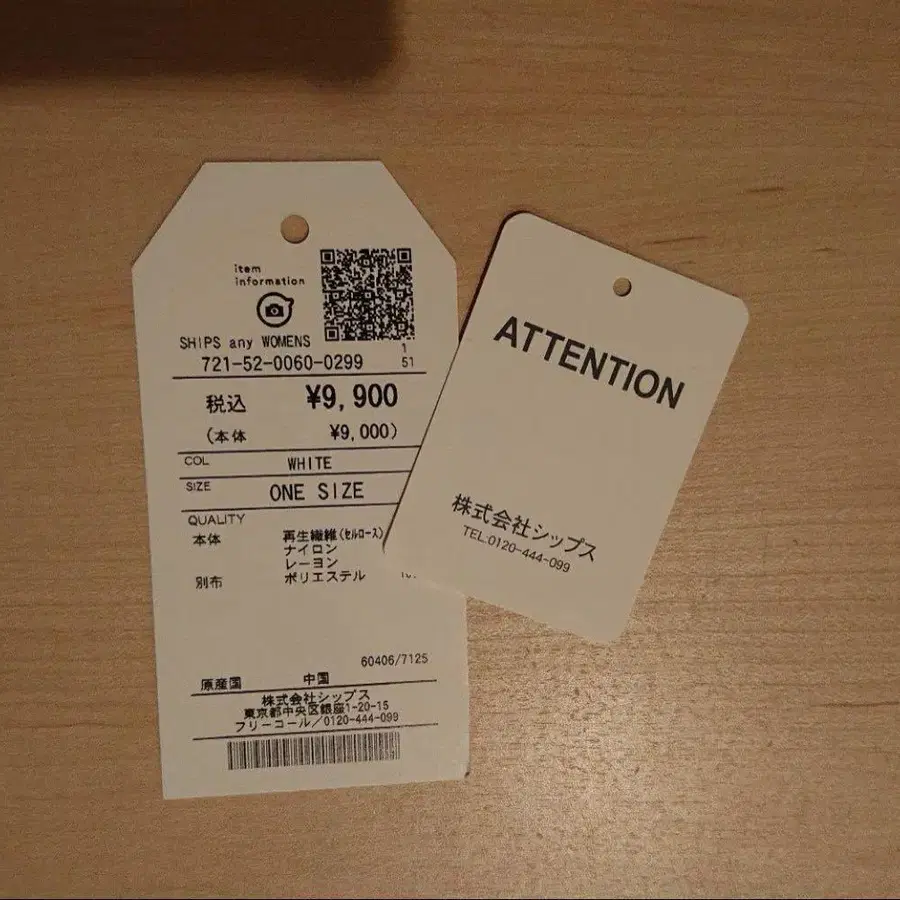 item
information
SHIPS any WOMENS 1
721-52-0060-0299 51
税込 ¥9,900
(本体 ¥9,000)
COL WHITE
SIZE ONE SIZE
QUALITY
本体 再生繊維(セルロース)
ナイロン
レーヨン
別布 ポリエステル
60406/7125
原産国 中国
株式会社シップス
東京都中央区銀座1-20-15
フリーコール/0120-444-099
ATTENTION
株式会社シップス
TEL.0120-444-099